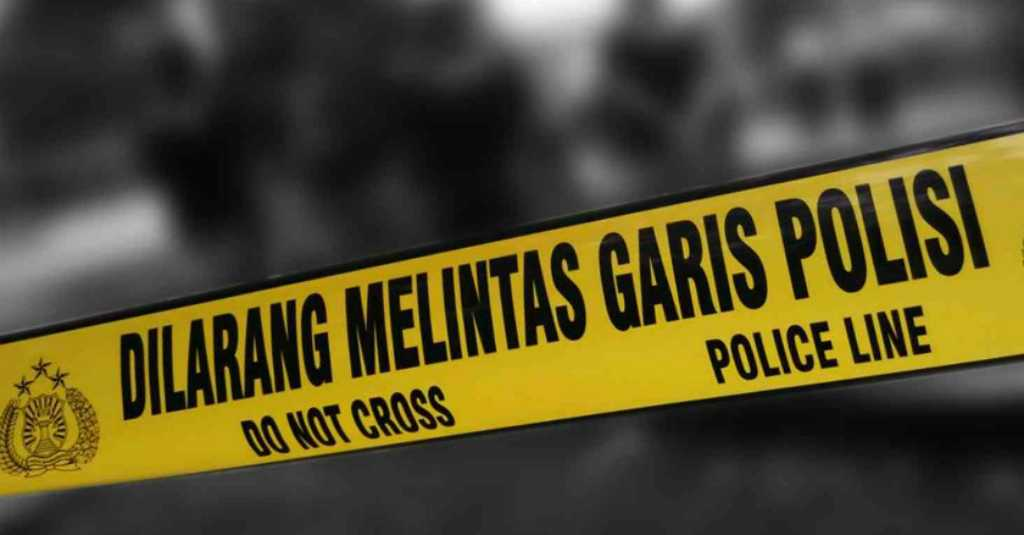 DILARANG MELINTAS GARIS POLISI
DO NOT CROSS POLICE LINE